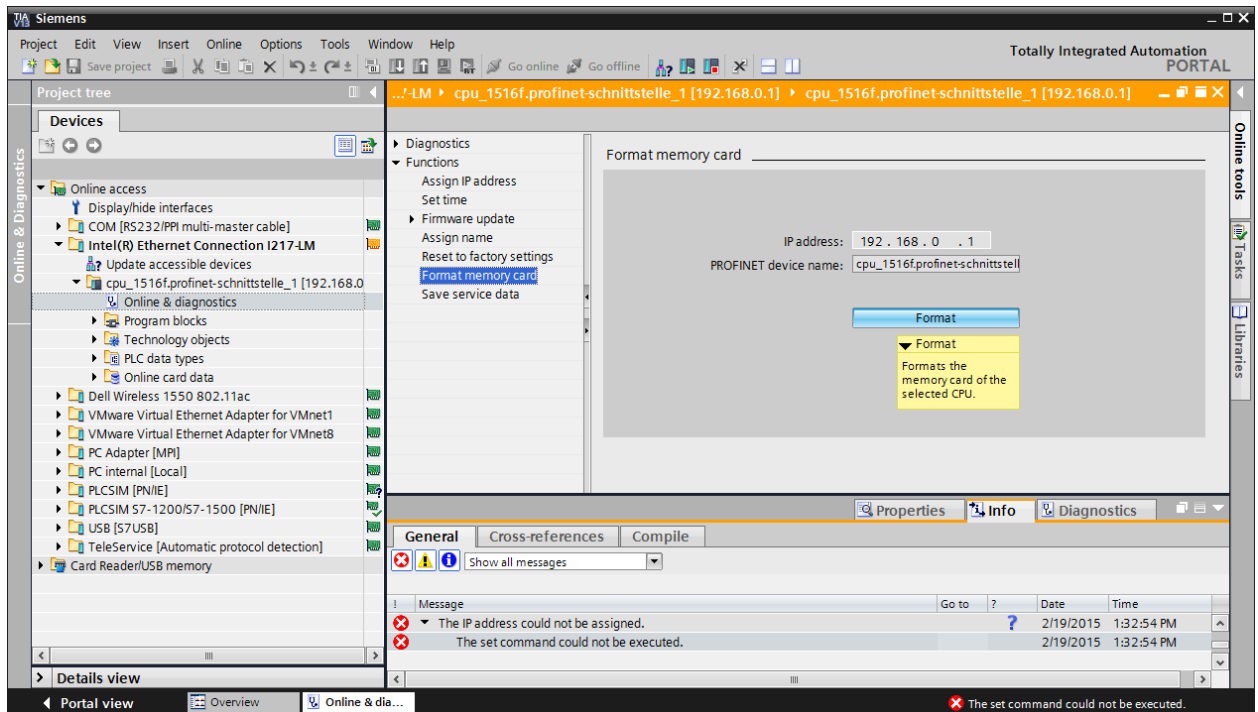 TIA V13 Siemens
Project Edit View Insert Online Options Tools Window Help
Save project Go online Go offline
Totally Integrated Automation
PORTAL
Project tree
...7-LM cpu_1516f.profinet-schnittstelle_1 [192.168.0.1] cpu_1516f.profinet-schnittstelle_1 [192.168.0.1]
Devices
Online & Diagnostics
Online access
Display/hide interfaces
COM [RS232/PPI multi-master cable]
Intel(R) Ethernet Connection I217-LM
Update accessible devices
cpu_1516f.profinet-schnittstelle_1 [192.168.0
Online & diagnostics
Program blocks
Technology objects
PLC data types
Online card data
Dell Wireless 1550 802.11ac
VMware Virtual Ethernet Adapter for VMnet1
VMware Virtual Ethernet Adapter for VMnet8
PC Adapter [MPI]
PC internal [Local]
PLCSIM [PN/IE]
PLCSIM S7-1200/S7-1500 [PN/IE]
USB [S7USB]
TeleService [Automatic protocol detection]
Card Reader/USB memory
Details view
Diagnostics
Functions
Assign IP address
Set time
Firmware update
Assign name
Reset to factory settings
Format memory card
Save service data
Format memory card
IP address: 192 . 168 . 0 . 1
PROFINET device name: cpu_1516f.profinet-schnittstell
Format
Format
Formats the
memory card of the
selected CPU.
Online tools
Tasks
Libraries
Properties Info Diagnostics
General Cross-references Compile
Show all messages
! Message Go to ? Date Time
The IP address could not be assigned. ? 2/19/2015 1:32:54 PM
The set command could not be executed. 2/19/2015 1:32:54 PM
Portal view Overview Online & dia... The set command could not be executed.